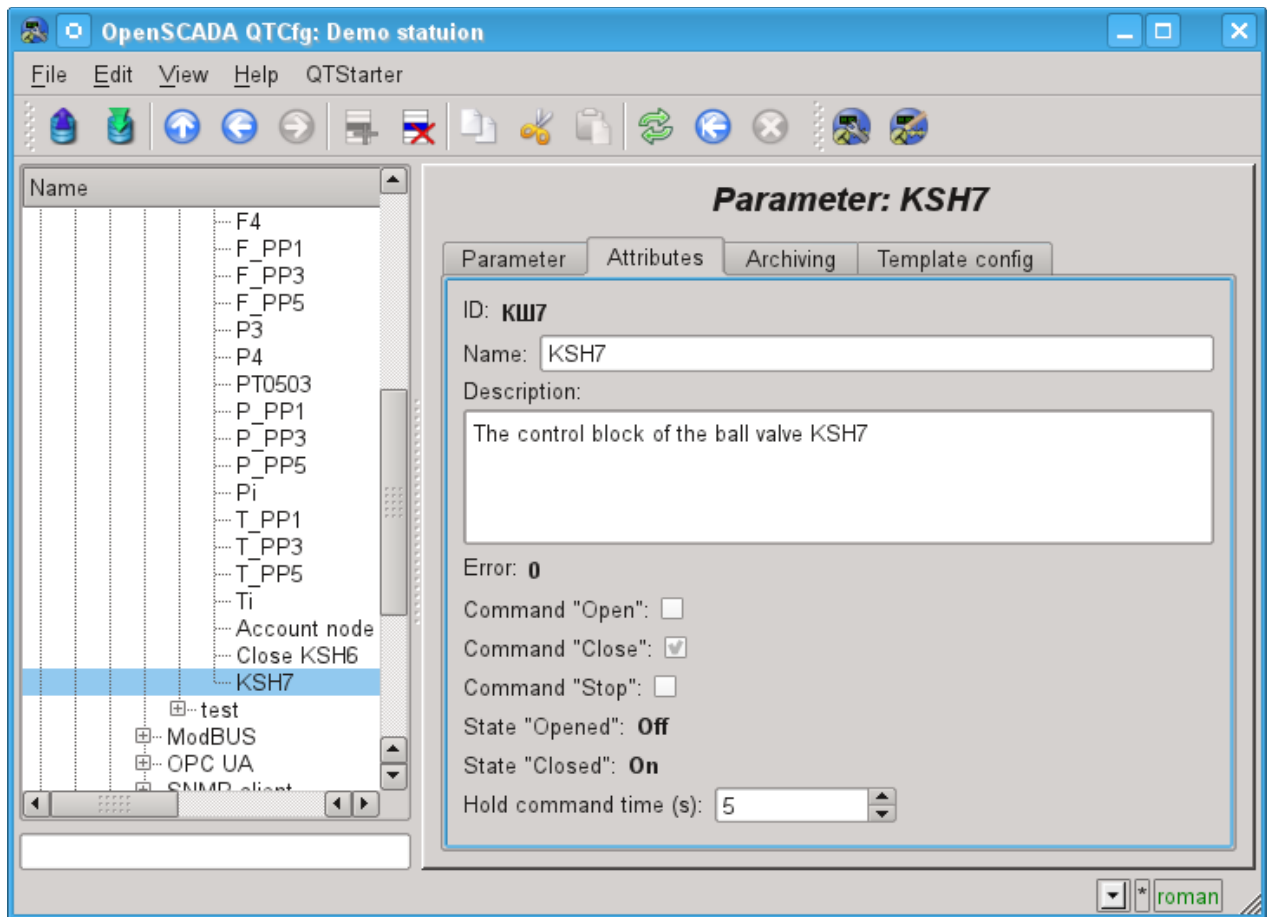 OpenSCADA QTCfg: Demo statuion
File Edit View Help QTStarter
Name
F4
F_PP1
F_PP3
F_PP5
P3
P4
PT0503
P_PP1
P_PP3
P_PP5
Pi
T_PP1
T_PP3
T_PP5
Ti
Account node
Close KSH6
KSH7
test
ModBUS
OPC UA
SNMP client
Parameter: KSH7
Parameter Attributes Archiving Template config
ID: КШ7
Name: KSH7
Description:
The control block of the ball valve KSH7
Error: 0
Command "Open":
Command "Close":
Command "Stop":
State "Opened": Off
State "Closed": On
Hold command time (s): 5
* roman